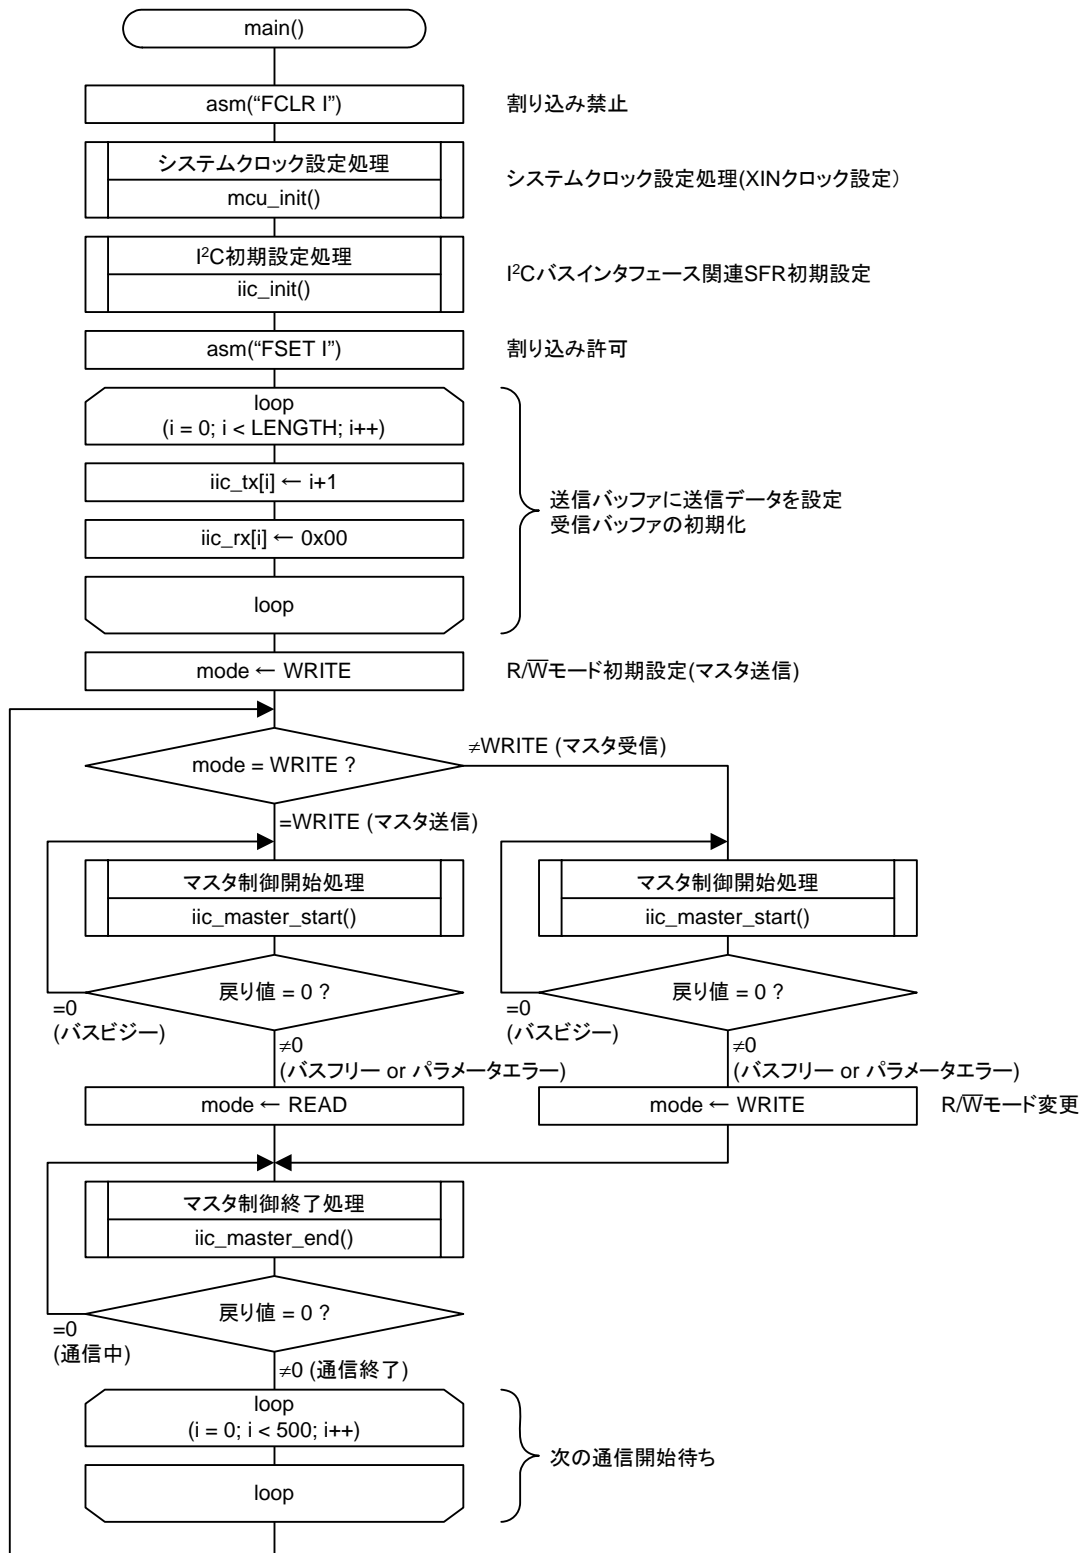 main()
asm(“FCLR I”)
割り込み禁止
システムクロック設定処理
mcu_init()
システムクロック設定処理(XINクロック設定）
I²C初期設定処理
iic_init()
I²Cバスインタフェース関連SFR初期設定
asm(“FSET I”)
割り込み許可
loop
(i = 0; i < LENGTH; i++)
iic_tx[i] ← i+1
iic_rx[i] ← 0x00
loop
送信バッファに送信データを設定
受信バッファの初期化
mode ← WRITE
R/W̅モード初期設定(マスタ送信)
mode = WRITE ?
≠WRITE (マスタ受信)
=WRITE (マスタ送信)
マスタ制御開始処理
iic_master_start()
戻り値 = 0 ?
=0
(バスビジー)
≠0
(バスフリー or パラメータエラー)
mode ← READ
マスタ制御開始処理
iic_master_start()
戻り値 = 0 ?
=0
(バスビジー)
≠0
(バスフリー or パラメータエラー)
mode ← WRITE
R/W̅モード変更
マスタ制御終了処理
iic_master_end()
戻り値 = 0 ?
=0
(通信中)
≠0 (通信終了)
loop
(i = 0; i < 500; i++)
loop
次の通信開始待ち